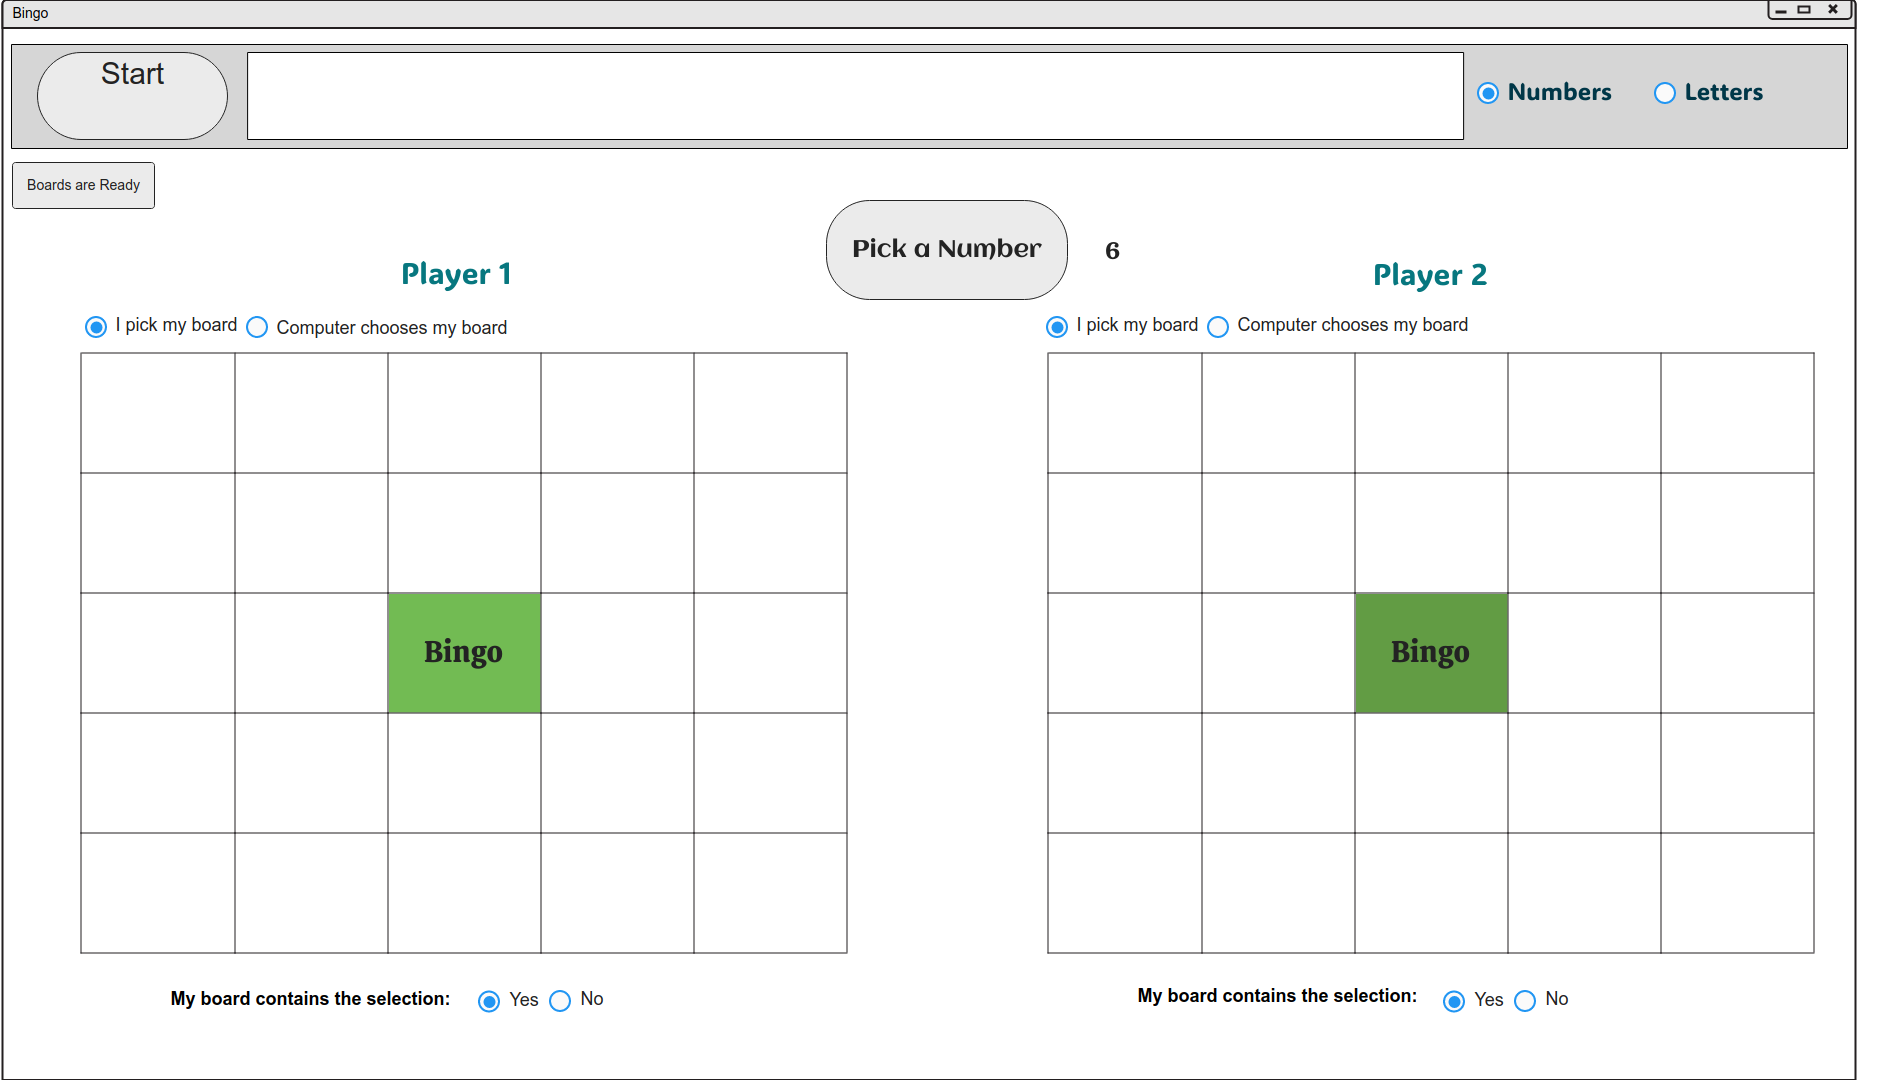 Bingo
Start
Numbers Letters
Boards are Ready
Pick a Number 6
Player 1 Player 2
I pick my board Computer chooses my board I pick my board Computer chooses my board
Bingo Bingo
My board contains the selection: Yes No My board contains the selection: Yes No